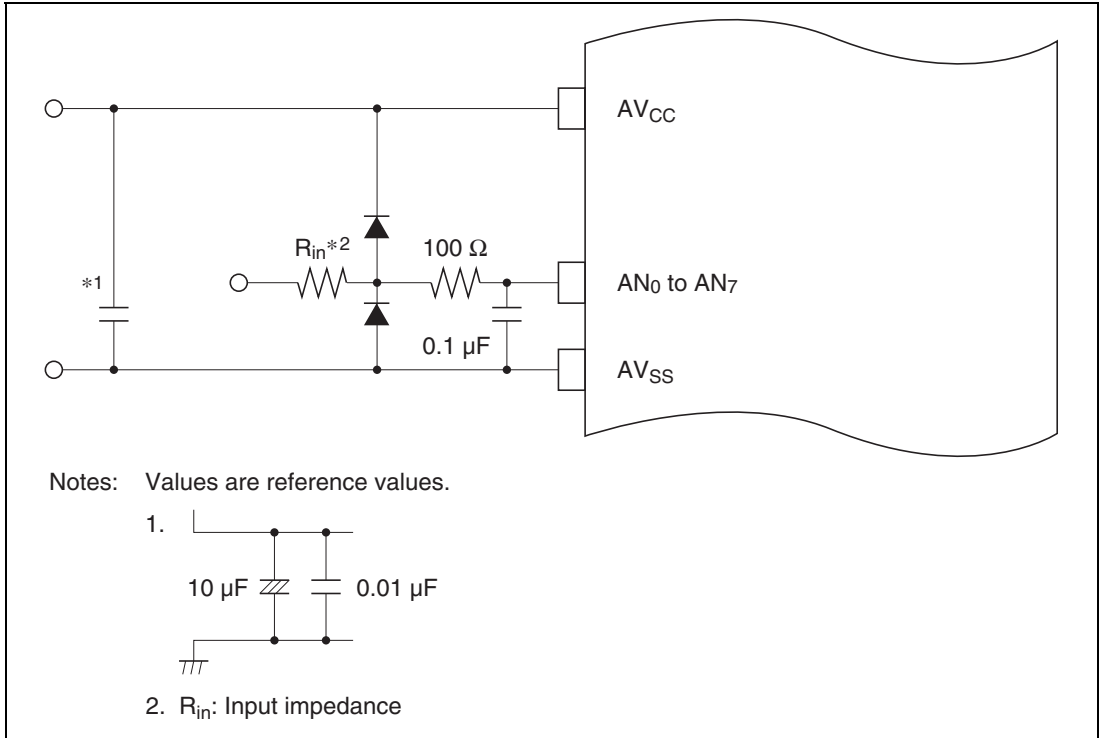 AVCC
Rin*2
100 Ω
*1
AN0 to AN7
0.1 µF
AVSS
Notes: Values are reference values.
1.
10 µF
0.01 µF
2. Rin: Input impedance